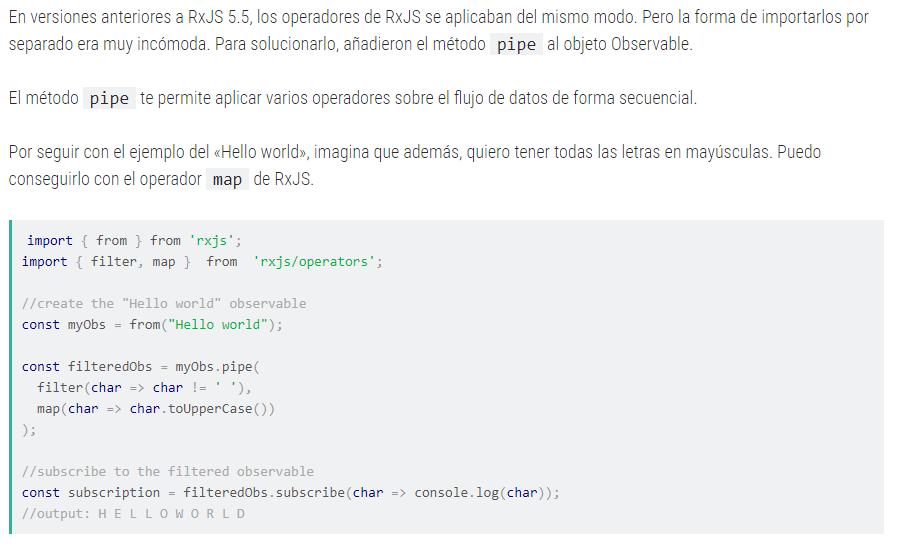 En versiones anteriores a RxJS 5.5, los operadores de RxJS se aplicaban del mismo modo. Pero la forma de importarlos por
separado era muy incómoda. Para solucionarlo, añadieron el método pipe al objeto Observable.
El método pipe te permite aplicar varios operadores sobre el flujo de datos de forma secuencial.
Por seguir con el ejemplo del «Hello world», imagina que además, quiero tener todas las letras en mayúsculas. Puedo
conseguirlo con el operador map de RxJS.
import { from } from 'rxjs';
import { filter, map }  from  'rxjs/operators';
//create the "Hello world" observable
const myObs = from("Hello world");
const filteredObs = myObs.pipe(
  filter(char => char != ' '),
  map(char => char.toUpperCase())
);
//subscribe to the filtered observable
const subscription = filteredObs.subscribe(char => console.log(char));
//output: H E L L O W O R L D